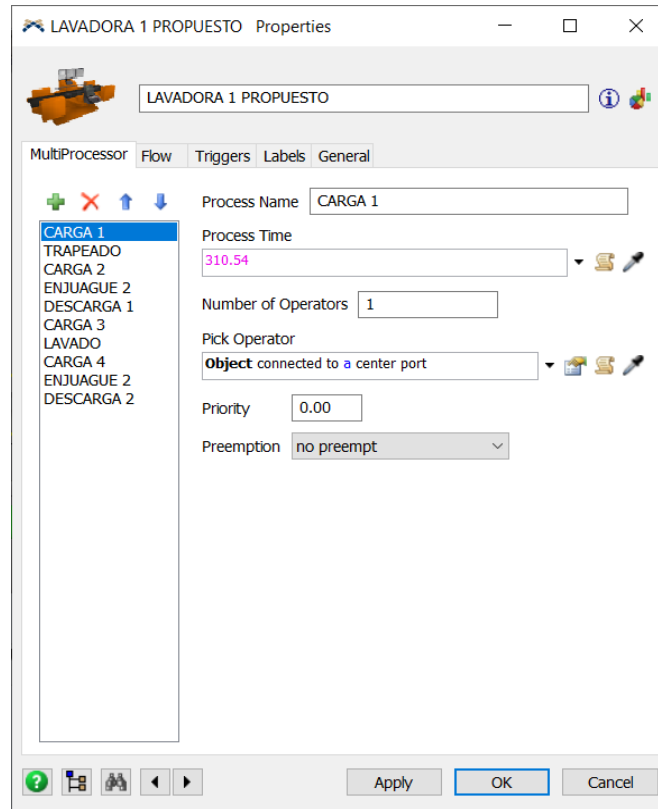 LAVADORA 1 PROPUESTO Properties
LAVADORA 1 PROPUESTO
MultiProcessor Flow Triggers Labels General
CARGA 1
TRAPEADO
CARGA 2
ENJUAGUE 2
DESCARGA 1
CARGA 3
LAVADO
CARGA 4
ENJUAGUE 2
DESCARGA 2
Process Name CARGA 1
Process Time
310.54
Number of Operators 1
Pick Operator
Object connected to a center port
Priority 0.00
Preemption no preempt
Apply OK Cancel